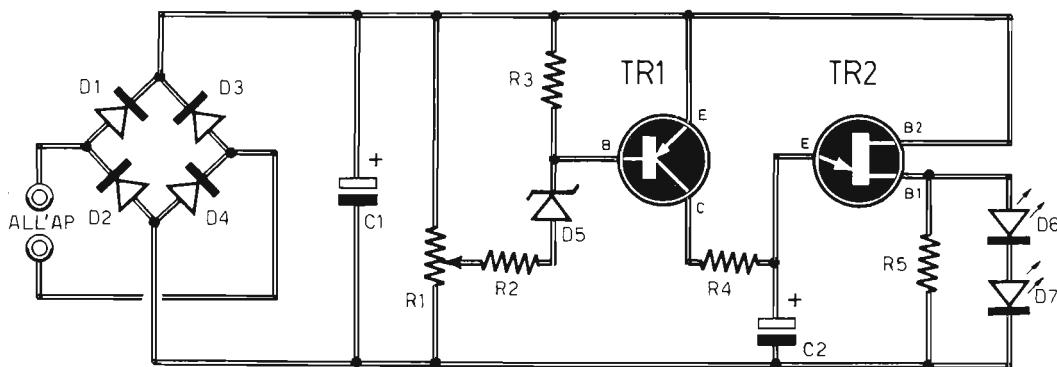 D1
D3
D2
D4
ALL'AP
+
C1
R1
R2
R3
D5
TR1
B
E
C
R4
+
C2
TR2
E
B2
B1
R5
D6
D7